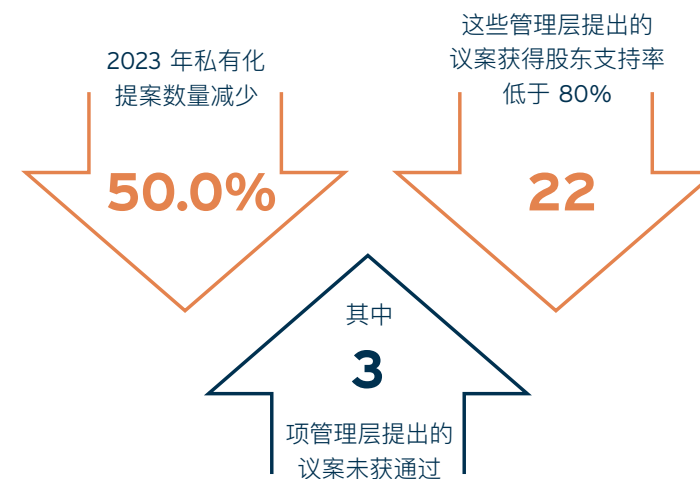 2023 年私有化
提案数量减少
50.0%
这些管理层提出的
议案获得股东支持率
低于 80%
22
其中
3
项管理层提出的
议案未获通过